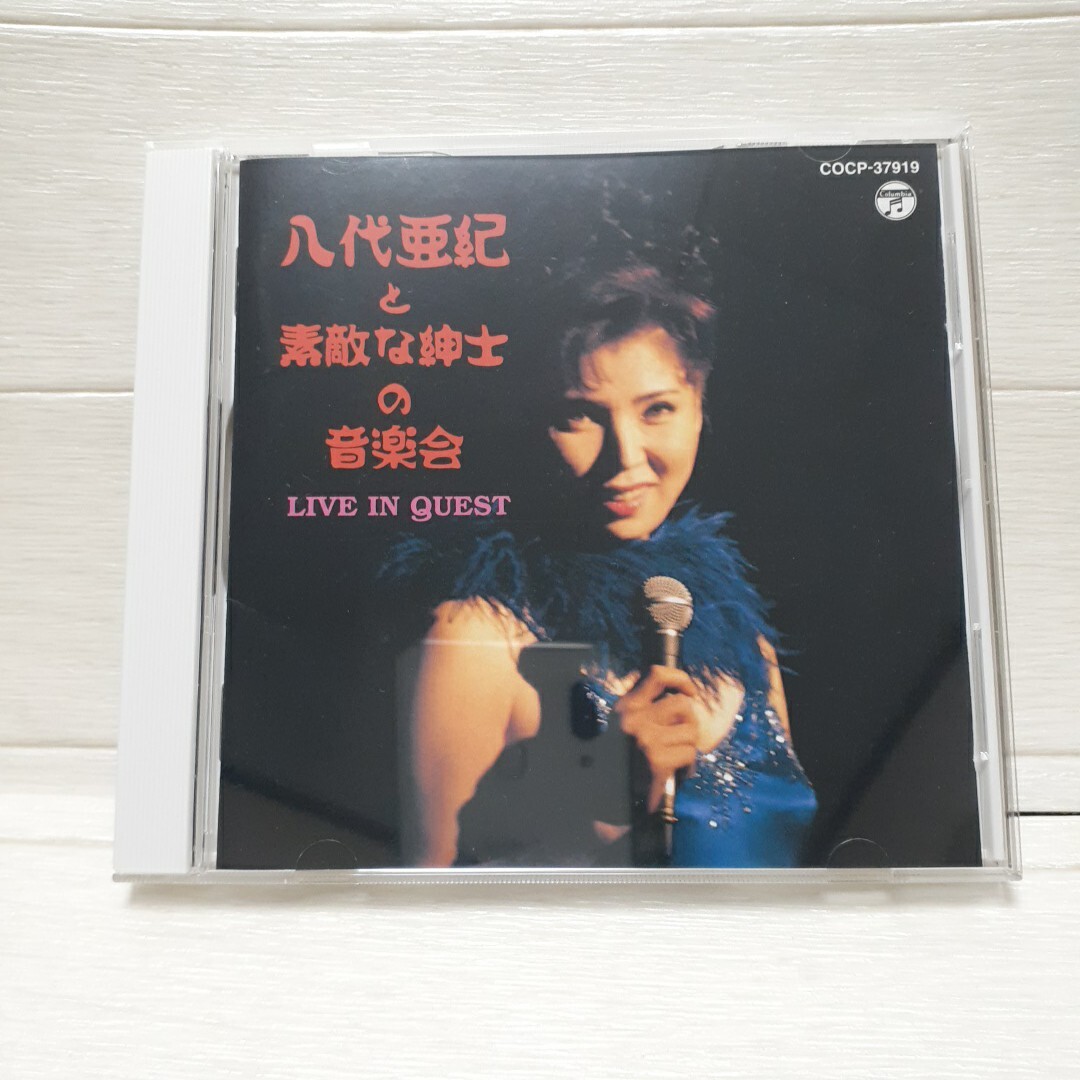 COCP-37919
Columbia
八代亜紀
と
素敵な紳士
の
音楽会
LIVE IN QUEST